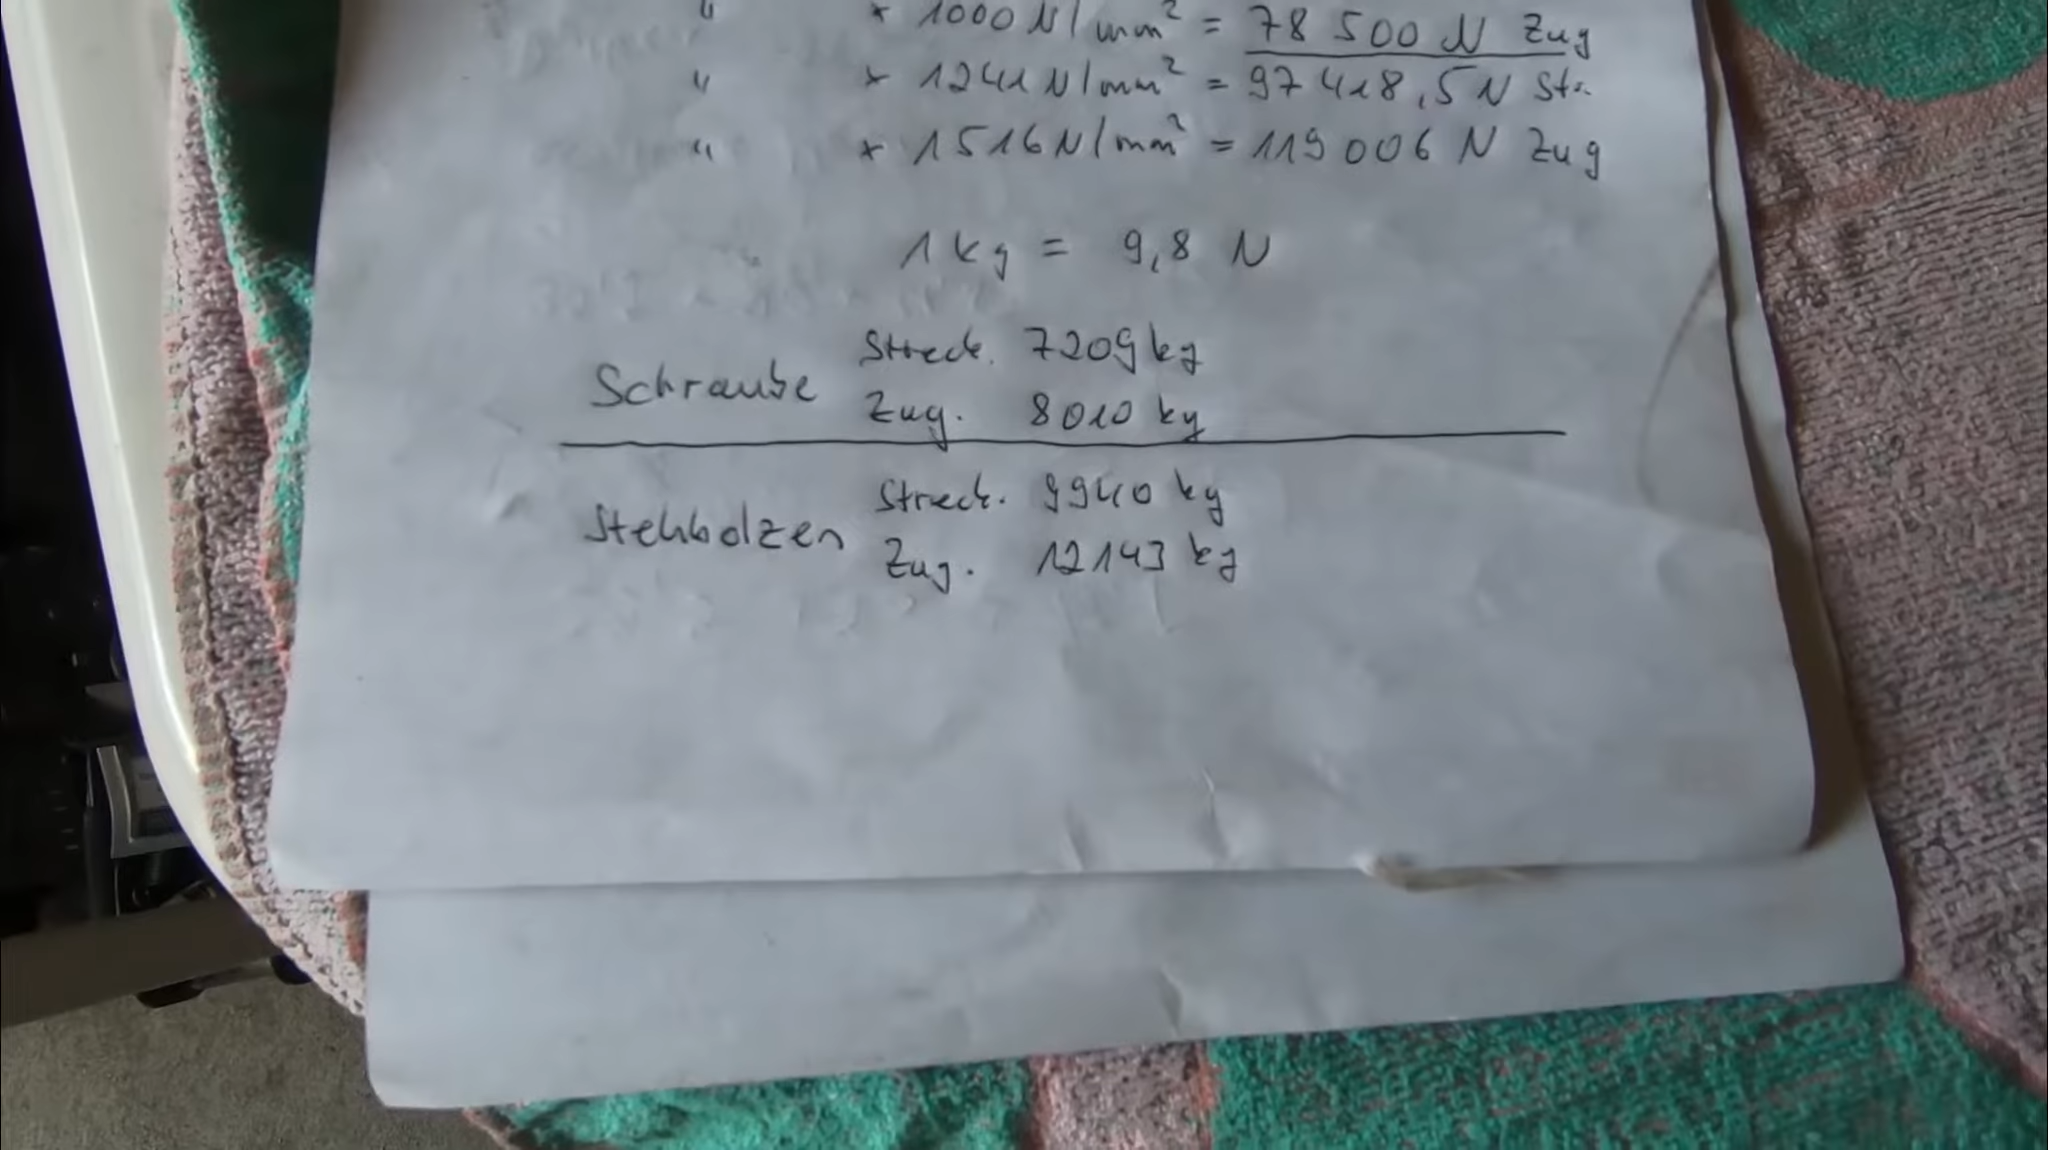 " * 1000 N/mm² = 78 500 N Zug
" * 1241 N/mm² = 97 418,5 N Str.
" * 1516 N/mm² = 119 006 N Zug
1 kg = 9,8 N
Schraube Streck. 7209 kg
Zug. 8010 kg
Stehbolzen Streck. 9940 kg
Zug. 12143 kg